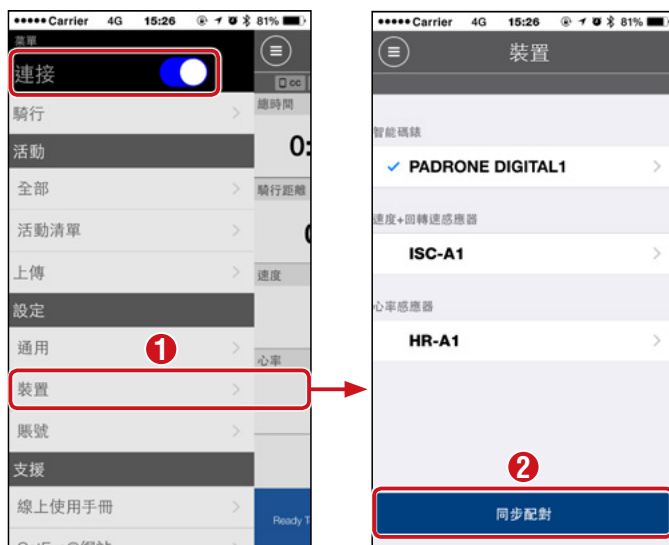 Carrier 4G 15:26 81%
菜單
連接
騎行
活動
全部
活動清單
上傳
設定
通用
裝置
賬號
支援
線上使用手冊
CC
總時間
0:
騎行距離
速度
心率
Ready T
1
Carrier 4G 15:26 81%
裝置
智能碼錶
PADRONE DIGITAL1
速度+回轉速感應器
ISC-A1
心率感應器
HR-A1
2
同步配對